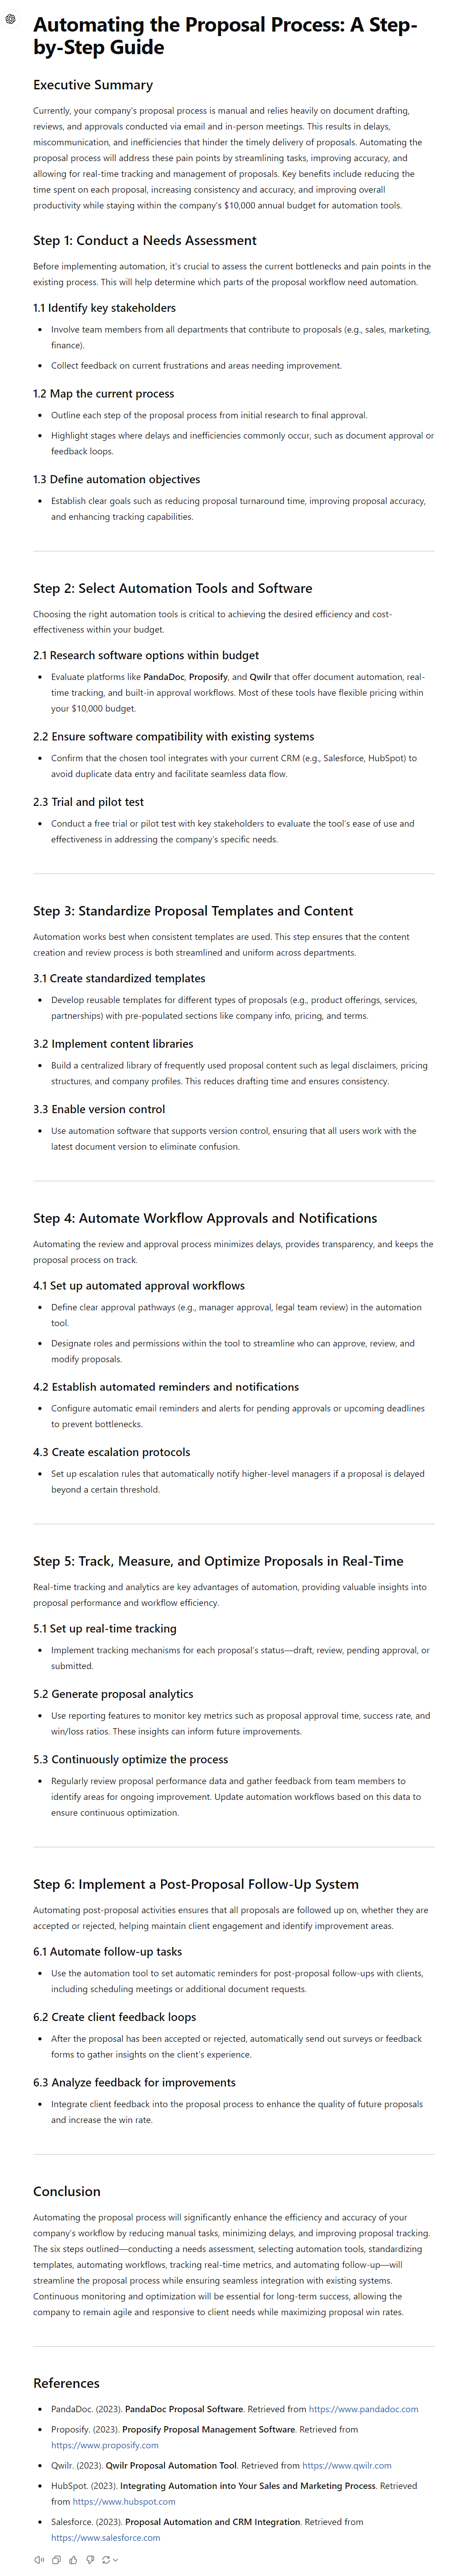 Automating the Proposal Process: A Step-
by-Step Guide
Executive Summary
Currently, your company's proposal process is manual and relies heavily on document drafting,
reviews, and approvals conducted via email and in-person meetings. This results in delays,
miscommunication, and inefficiencies that hinder the timely delivery of proposals. Automating the
proposal process will address these pain points by streamlining tasks, improving accuracy, and
allowing for real-time tracking and management of proposals. Key benefits include reducing the
time spent on each proposal, increasing consistency and accuracy, and improving overall
productivity while staying within the company's $10,000 annual budget for automation tools.
Step 1: Conduct a Needs Assessment
Before implementing automation, it's crucial to assess the current bottlenecks and pain points in the
existing process. This will help determine which parts of the proposal workflow need automation.
1.1 Identify key stakeholders
• Involve team members from all departments that contribute to proposals (e.g., sales, marketing,
finance).
• Collect feedback on current frustrations and areas needing improvement.
1.2 Map the current process
• Outline each step of the proposal process from initial research to final approval.
• Highlight stages where delays and inefficiencies commonly occur, such as document approval or
feedback loops.
1.3 Define automation objectives
• Establish clear goals such as reducing proposal turnaround time, improving proposal accuracy,
and enhancing tracking capabilities.
Step 2: Select Automation Tools and Software
Choosing the right automation tools is critical to achieving the desired efficiency and cost-
effectiveness within your budget.
2.1 Research software options within budget
• Evaluate platforms like PandaDoc, Proposify, and Qwilr that offer document automation, real-
time tracking, and built-in approval workflows. Most of these tools have flexible pricing within
your $10,000 budget.
2.2 Ensure software compatibility with existing systems
• Confirm that the chosen tool integrates with your current CRM (e.g., Salesforce, HubSpot) to
avoid duplicate data entry and facilitate seamless data flow.
2.3 Trial and pilot test
• Conduct a free trial or pilot test with key stakeholders to evaluate the tool's ease of use and
effectiveness in addressing the company's specific needs.
Step 3: Standardize Proposal Templates and Content
Automation works best when consistent templates are used. This step ensures that the content
creation and review process is both streamlined and uniform across departments.
3.1 Create standardized templates
• Develop reusable templates for different types of proposals (e.g., product offerings, services,
partnerships) with pre-populated sections like company info, pricing, and terms.
3.2 Implement content libraries
• Build a centralized library of frequently used proposal content such as legal disclaimers, pricing
structures, and company profiles. This reduces drafting time and ensures consistency.
3.3 Enable version control
• Use automation software that supports version control, ensuring that all users work with the
latest document version to eliminate confusion.
Step 4: Automate Workflow Approvals and Notifications
Automating the review and approval process minimizes delays, provides transparency, and keeps the
proposal process on track.
4.1 Set up automated approval workflows
• Define clear approval pathways (e.g., manager approval, legal team review) in the automation
tool.
• Designate roles and permissions within the tool to streamline who can approve, review, and
modify proposals.
4.2 Establish automated reminders and notifications
• Configure automatic email reminders and alerts for pending approvals or upcoming deadlines
to prevent bottlenecks.
4.3 Create escalation protocols
• Set up escalation rules that automatically notify higher-level managers if a proposal is delayed
beyond a certain threshold.
Step 5: Track, Measure, and Optimize Proposals in Real-Time
Real-time tracking and analytics are key advantages of automation, providing valuable insights into
proposal performance and workflow efficiency.
5.1 Set up real-time tracking
• Implement tracking mechanisms for each proposal's status—draft, review, pending approval, or
submitted.
5.2 Generate proposal analytics
• Use reporting features to monitor key metrics such as proposal approval time, success rate, and
win/loss ratios. These insights can inform future improvements.
5.3 Continuously optimize the process
• Regularly review proposal performance data and gather feedback from team members to
identify areas for ongoing improvement. Update automation workflows based on this data to
ensure continuous optimization.
Step 6: Implement a Post-Proposal Follow-Up System
Automating post-proposal activities ensures that all proposals are followed up on, whether they are
accepted or rejected, helping maintain client engagement and identify improvement areas.
6.1 Automate follow-up tasks
• Use the automation tool to set automatic reminders for post-proposal follow-ups with clients,
including scheduling meetings or additional document requests.
6.2 Create client feedback loops
• After the proposal has been accepted or rejected, automatically send out surveys or feedback
forms to gather insights on the client's experience.
6.3 Analyze feedback for improvements
• Integrate client feedback into the proposal process to enhance the quality of future proposals
and increase the win rate.
Conclusion
Automating the proposal process will significantly enhance the efficiency and accuracy of your
company's workflow by reducing manual tasks, minimizing delays, and improving proposal tracking.
The six steps outlined—conducting a needs assessment, selecting automation tools, standardizing
templates, automating workflows, tracking real-time metrics, and automating follow-up—will
streamline the proposal process while ensuring seamless integration with existing systems.
Continuous monitoring and optimization will be essential for long-term success, allowing the
company to remain agile and responsive to client needs while maximizing proposal win rates.
References
• PandaDoc. (2023). PandaDoc Proposal Software. Retrieved from https://www.pandadoc.com
• Proposify. (2023). Proposify Proposal Management Software. Retrieved from
https://www.proposify.com
• Qwilr. (2023). Qwilr Proposal Automation Tool. Retrieved from https://www.qwilr.com
• HubSpot. (2023). Integrating Automation into Your Sales and Marketing Process. Retrieved
from https://www.hubspot.com
• Salesforce. (2023). Proposal Automation and CRM Integration. Retrieved from
https://www.salesforce.com